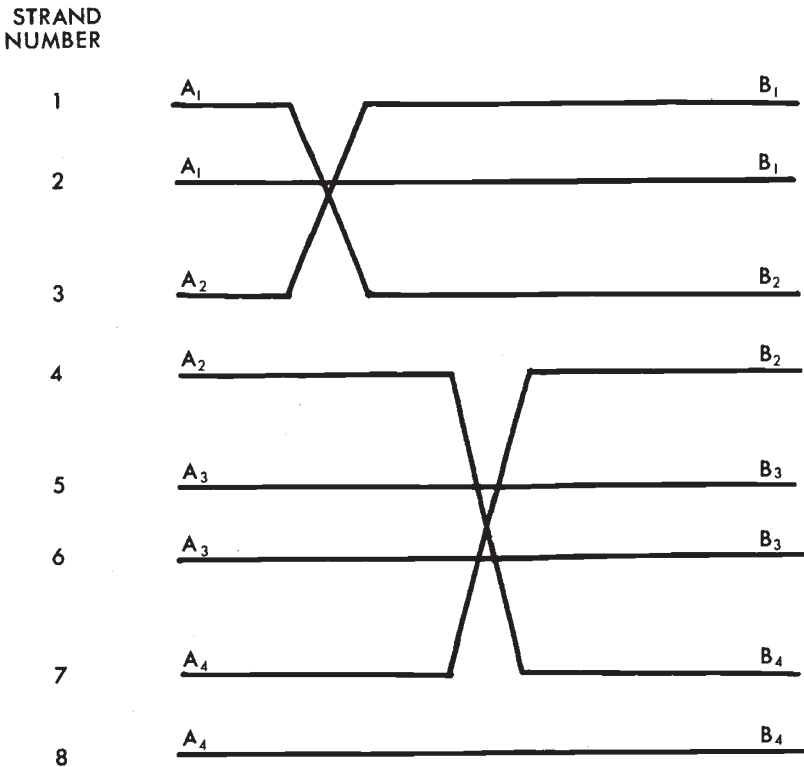 STRAND
NUMBER
1 A₁ B₁
2 A₁ B₁
3 A₂ B₂
4 A₂ B₂
5 A₃ B₃
6 A₃ B₃
7 A₄ B₄
8 A₄ B₄